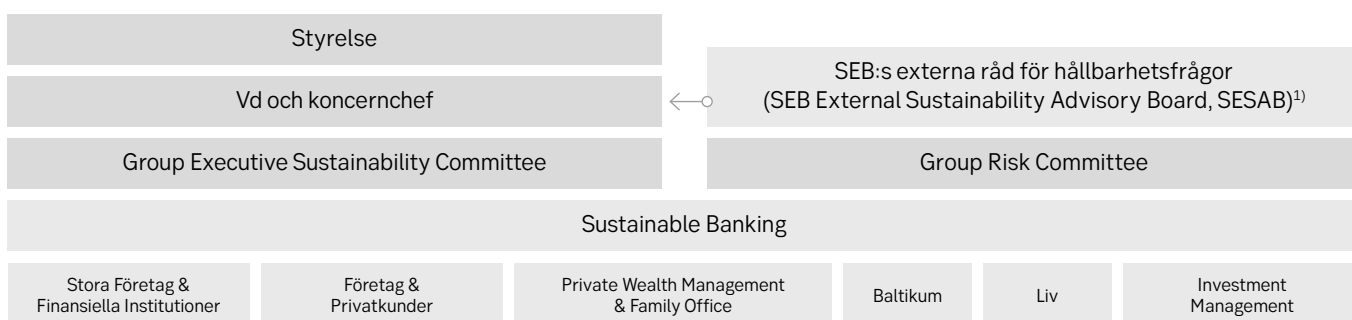 Styrelse
Vd och koncernchef
SEB:s externa råd för hållbarhetsfrågor
(SEB External Sustainability Advisory Board, SESAB)1)
Group Executive Sustainability Committee
Group Risk Committee
Sustainable Banking
Stora Företag &
Finansiella Institutioner
Företag &
Privatkunder
Private Wealth Management
& Family Office
Baltikum
Liv
Investment
Management